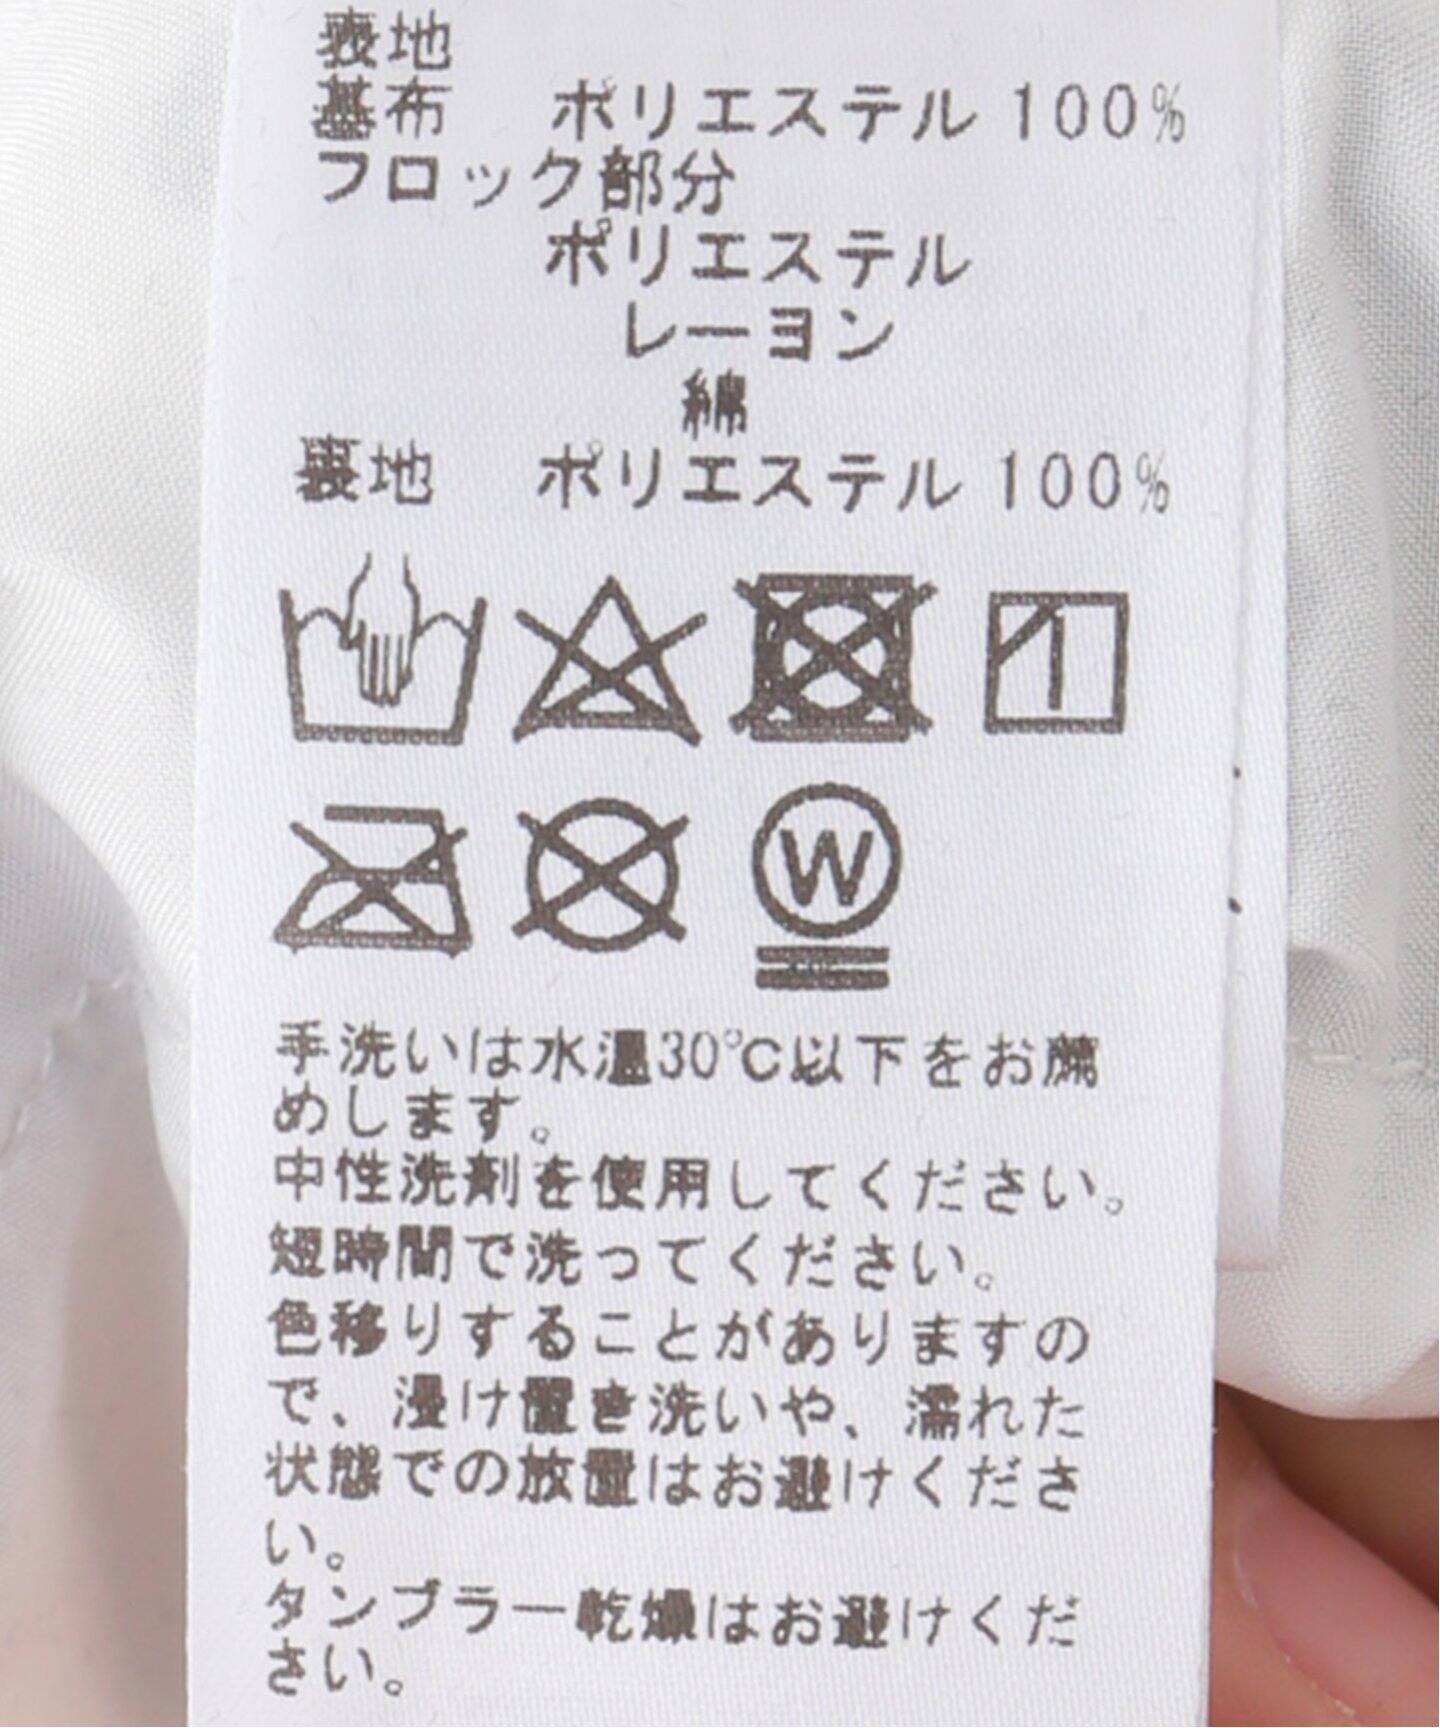 表地
基布 ポリエステル 100%
フロック部分
ポリエステル
レーヨン
綿
裏地 ポリエステル 100%
W
手洗いは水温30℃以下をお薦
めします。
中性洗剤を使用してください。
短時間で洗ってください。
色移りすることがありますの
で、浸け置き洗いや、濡れた
状態での放置はお避けくださ
い。
タンブラー乾燥はお避けくだ
さい。